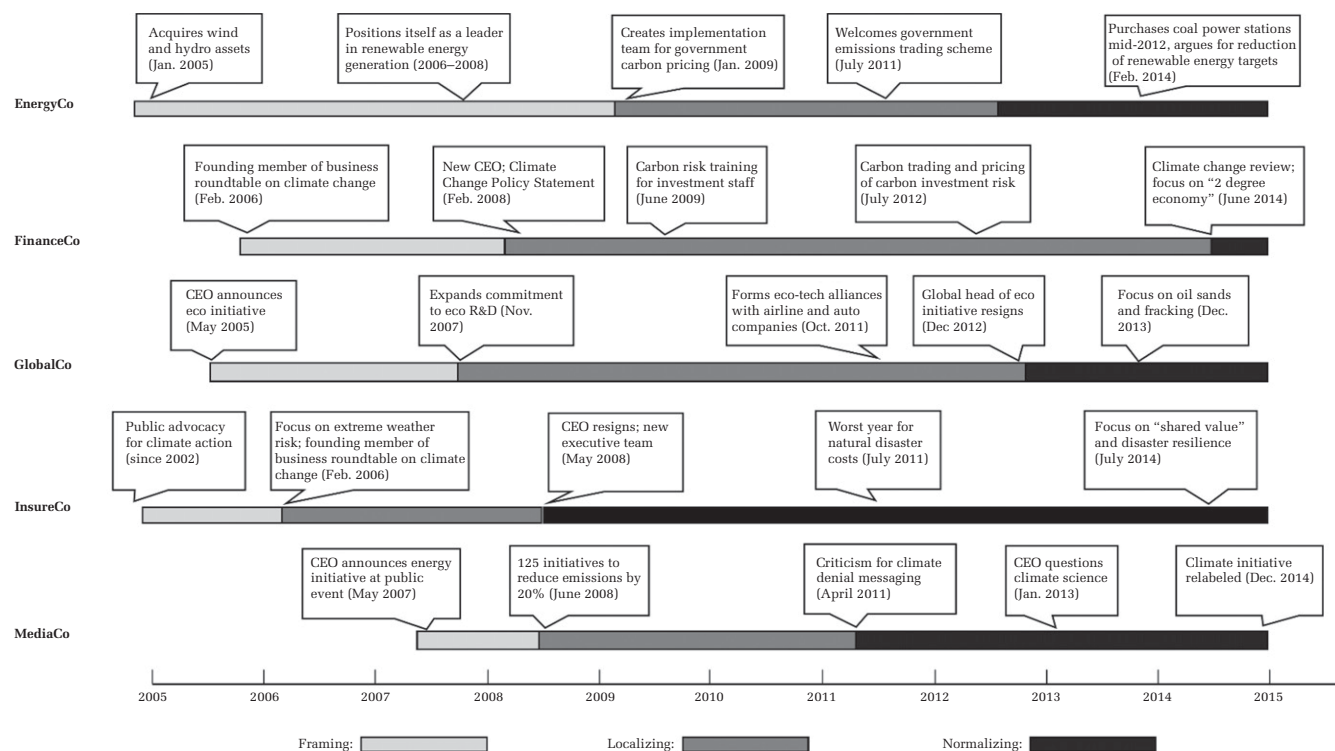 Acquires wind
and hydro assets
(Jan. 2005)
Positions itself as a leader
in renewable energy
generation (2006–2008)
Creates implementation
team for government
carbon pricing (Jan. 2009)
Welcomes government
emissions trading scheme
(July 2011)
Purchases coal power stations
mid-2012, argues for reduction
of renewable energy targets
(Feb. 2014)
EnergyCo
Founding member of business
roundtable on climate change
(Feb. 2006)
New CEO; Climate
Change Policy Statement
(Feb. 2008)
Carbon risk training
for investment staff
(June 2009)
Carbon trading and pricing
of carbon investment risk
(July 2012)
Climate change review;
focus on “2 degree
economy” (June 2014)
FinanceCo
CEO announces
eco initiative
(May 2005)
Expands commitment
to eco R&D (Nov.
2007)
Forms eco-tech alliances
with airline and auto
companies (Oct. 2011)
Global head of eco
initiative resigns
(Dec 2012)
Focus on oil sands
and fracking (Dec.
2013)
GlobalCo
Public advocacy
for climate action
(since 2002)
Focus on extreme weather
risk; founding member of
business roundtable on climate
change (Feb. 2006)
CEO resigns; new
executive team
(May 2008)
Worst year for
natural disaster
costs (July 2011)
Focus on “shared value”
and disaster resilience
(July 2014)
InsureCo
CEO announces energy
initiative at public
event (May 2007)
125 initiatives to
reduce emissions by
20% (June 2008)
Criticism for climate
denial messaging
(April 2011)
CEO questions
climate science
(Jan. 2013)
Climate initiative
relabeled (Dec. 2014)
MediaCo
2005 2006 2007 2008 2009 2010 2011 2012 2013 2014 2015
Framing: Localizing: Normalizing: